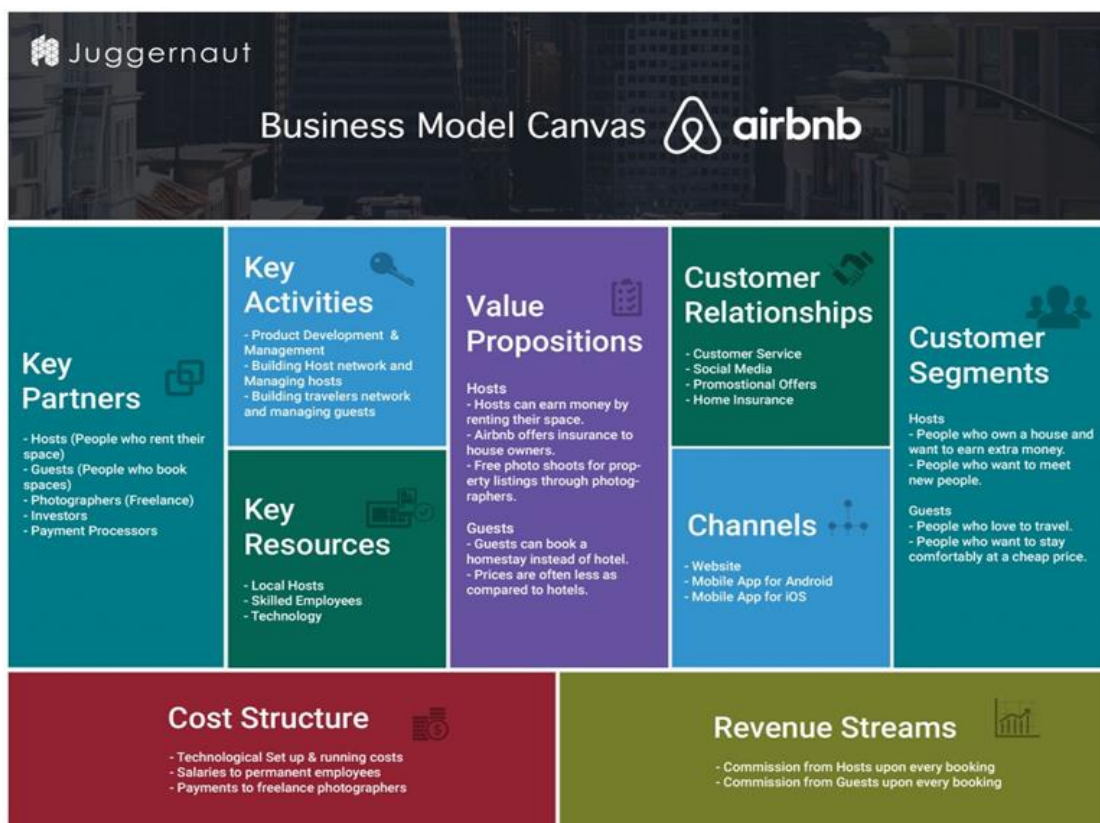 Juggernaut
Business Model Canvas airbnb
Key
Partners
- Hosts (People who rent their
space)
- Guests (People who book
spaces)
- Photographers (Freelance)
- Investors
- Payment Processors
Key
Activities
- Product Development &
Management
- Building Host network and
Managing hosts
- Building travelers network
and managing guests
Key
Resources
- Local Hosts
- Skilled Employees
- Technology
Value
Propositions
Hosts
- Hosts can earn money by
renting their space.
- Airbnb offers insurance to
house owners.
- Free photo shoots for prop-
erty listings through photog-
raphers.
Guests
- Guests can book a
homestay instead of hotel.
- Prices are often less as
compared to hotels.
Customer
Relationships
- Customer Service
- Social Media
- Promostional Offers
- Home Insurance
Channels
- Website
- Mobile App for Android
- Mobile App for iOS
Customer
Segments
Hosts
- People who own a house and
want to earn extra money.
- People who want to meet
new people.
Guests
- People who love to travel.
- People who want to stay
comfortably at a cheap price.
Cost Structure
- Technological Set up & running costs
- Salaries to permanent employees
- Payments to freelance photographers
Revenue Streams
- Commission from Hosts upon every booking
- Commission from Guests upon every booking